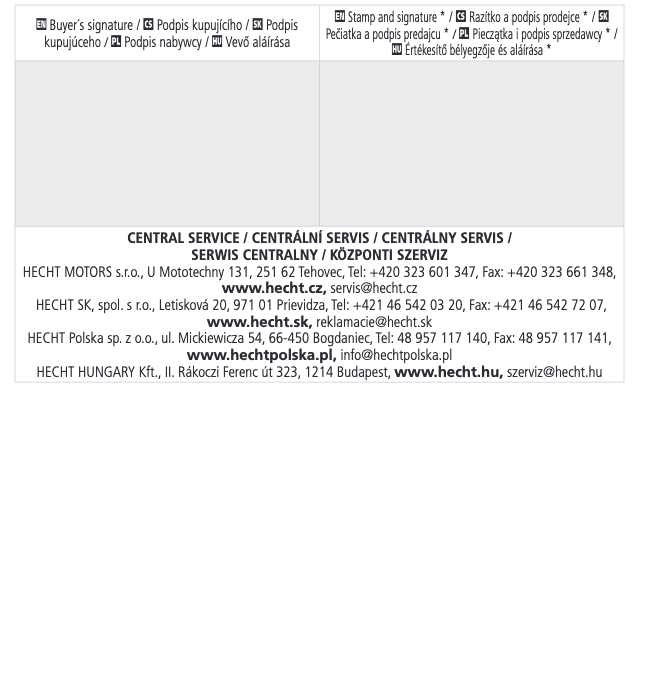 EN Buyer´s signature / CS Podpis kupujícího / SK Podpis
kupujúceho / PL Podpis nabywcy / HU Vevő aláírása
EN Stamp and signature * / CS Razítko a podpis prodejce * / SK
Pečiatka a podpis predajcu * / PL Pieczątka i podpis sprzedawcy * /
HU Értékesítő bélyegzője és aláírása *
CENTRAL SERVICE / CENTRÁLNÍ SERVIS / CENTRÁLNY SERVIS /
SERWIS CENTRALNY / KÖZPONTI SZERVIZ
HECHT MOTORS s.r.o., U Mototechny 131, 251 62 Tehovec, Tel: +420 323 601 347, Fax: +420 323 661 348,
www.hecht.cz, servis@hecht.cz
HECHT SK, spol. s r.o., Letisková 20, 971 01 Prievidza, Tel: +421 46 542 03 20, Fax: +421 46 542 72 07,
www.hecht.sk, reklamacie@hecht.sk
HECHT Polska sp. z o.o., ul. Mickiewicza 54, 66-450 Bogdaniec, Tel: 48 957 117 140, Fax: 48 957 117 141,
www.hechtpolska.pl, info@hechtpolska.pl
HECHT HUNGARY Kft., II. Rákoczi Ferenc út 323, 1214 Budapest, www.hecht.hu, szerviz@hecht.hu